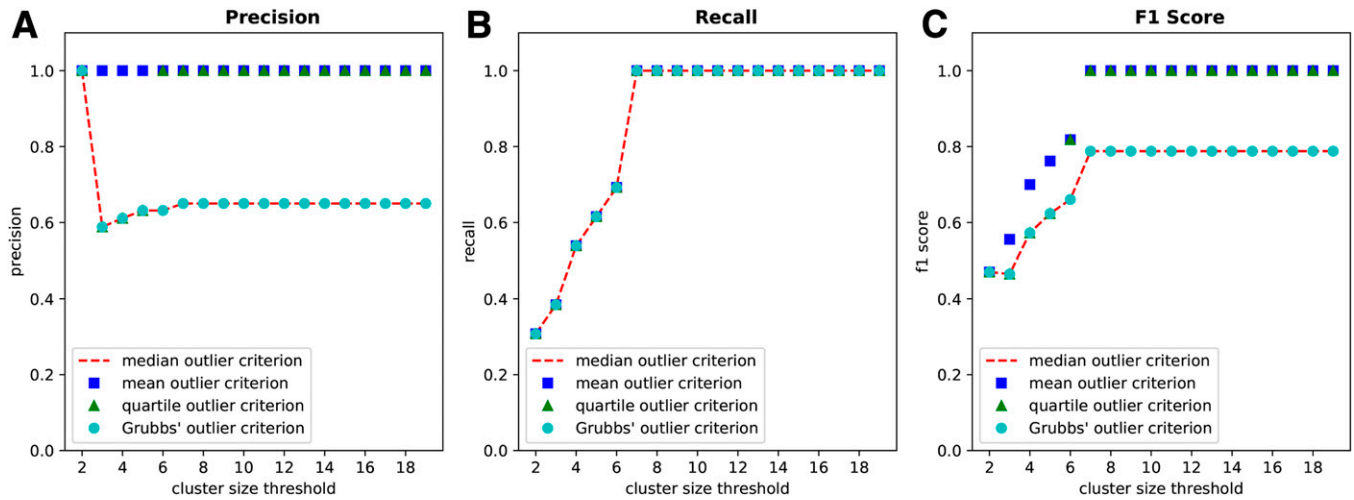 A
Precision
precision
1.0
0.8
0.6
0.4
0.2
0.0
median outlier criterion
mean outlier criterion
quartile outlier criterion
Grubbs' outlier criterion
2 4 6 8 10 12 14 16 18
cluster size threshold
B
Recall
recall
1.0
0.8
0.6
0.4
0.2
0.0
median outlier criterion
mean outlier criterion
quartile outlier criterion
Grubbs' outlier criterion
2 4 6 8 10 12 14 16 18
cluster size threshold
C
F1 Score
f1 score
1.0
0.8
0.6
0.4
0.2
0.0
median outlier criterion
mean outlier criterion
quartile outlier criterion
Grubbs' outlier criterion
2 4 6 8 10 12 14 16 18
cluster size threshold